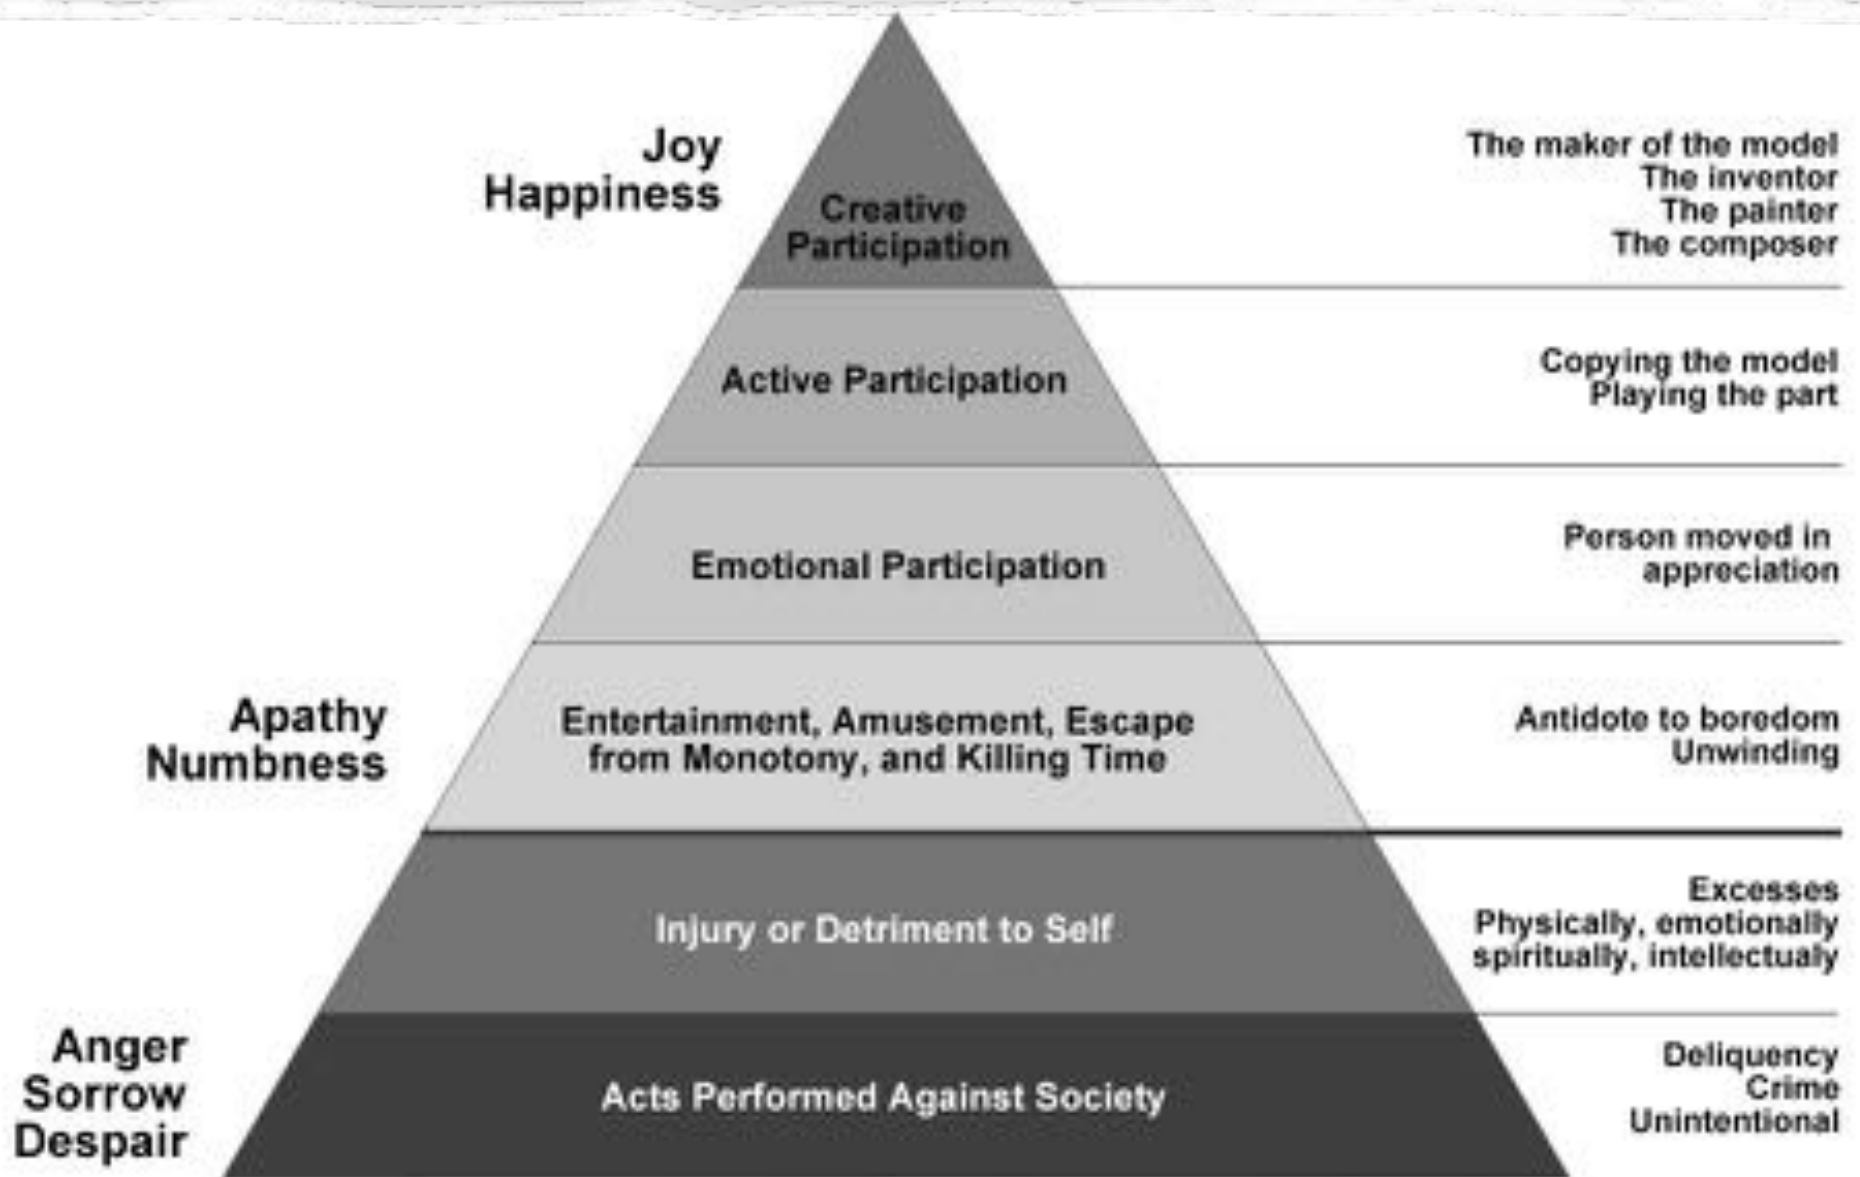 Joy
Happiness
Creative
Participation
The maker of the model
The inventor
The painter
The composer
Active Participation
Copying the model
Playing the part
Emotional Participation
Person moved in
appreciation
Apathy
Numbness
Entertainment, Amusement, Escape
from Monotony, and Killing Time
Antidote to boredom
Unwinding
Injury or Detriment to Self
Excesses
Physically, emotionally
spiritually, intellectualy
Anger
Sorrow
Despair
Acts Performed Against Society
Deliquency
Crime
Unintentional